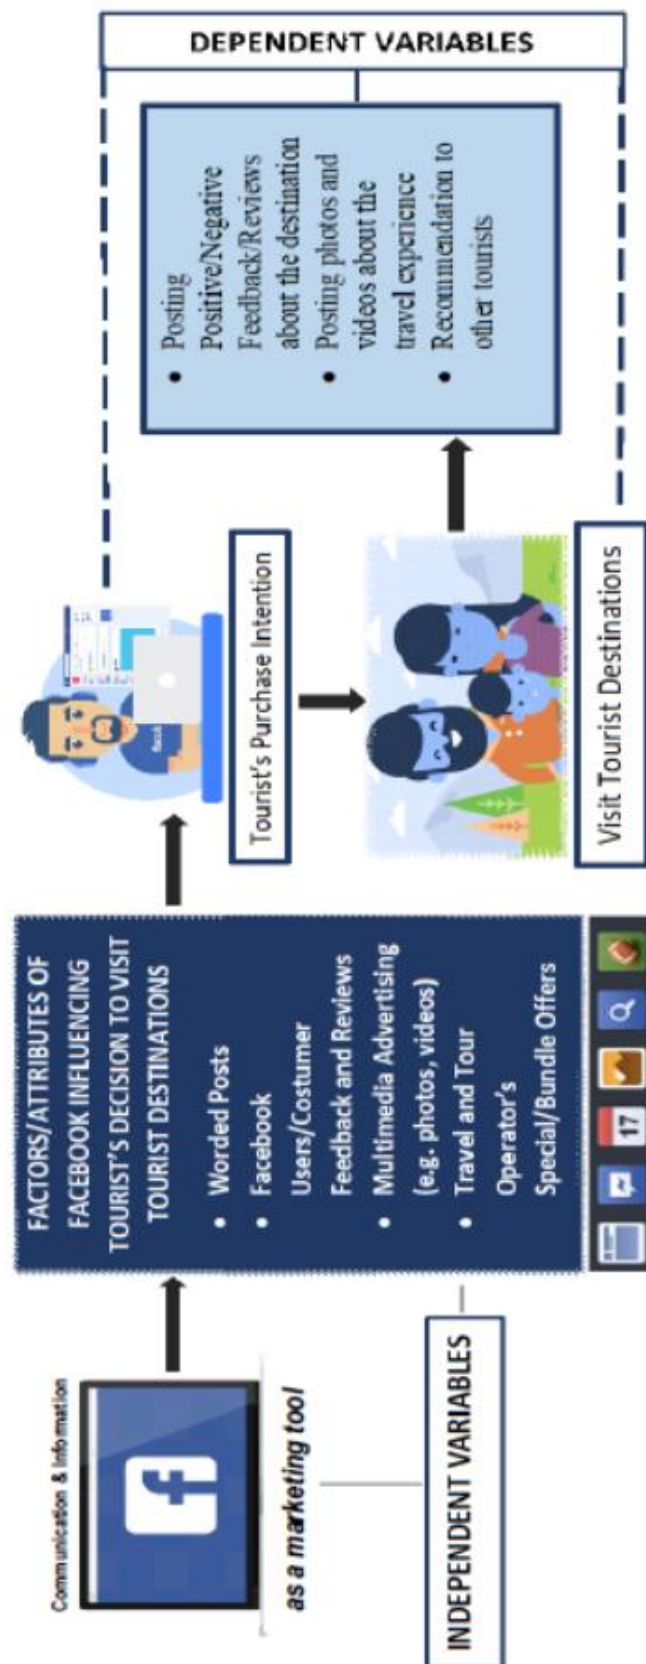 Communication & Information
f
as a marketing tool
INDEPENDENT VARIABLES
FACTORS/ATTRIBUTES OF
FACEBOOK INFLUENCING
TOURIST'S DECISION TO VISIT
TOURIST DESTINATIONS
• Worded Posts
• Facebook
Users/Costumer
Feedback and Reviews
• Multimedia Advertising
(e.g. photos, videos)
• Travel and Tour
Operator's
Special/Bundle Offers
17
Tourist's Purchase Intention
Visit Tourist Destinations
• Posting
Positive/Negative
Feedback/Reviews
about the destination
• Posting photos and
videos about the
travel experience
• Recommendation to
other tourists
DEPENDENT VARIABLES